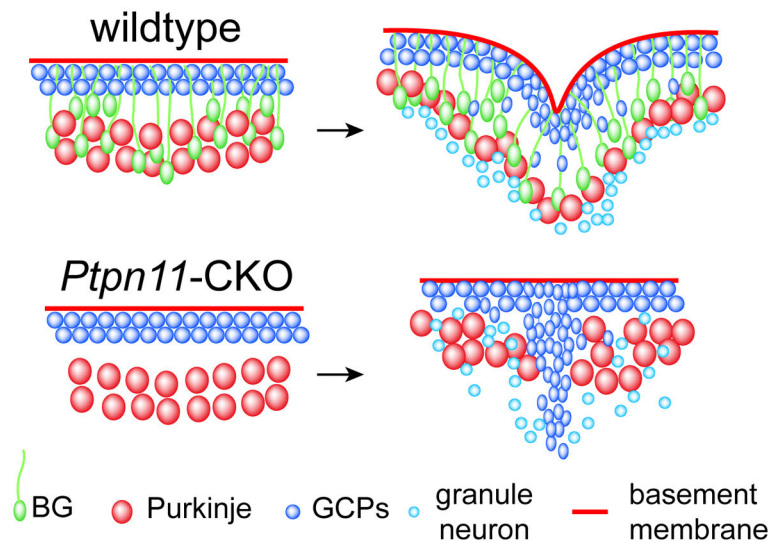 wildtype
Ptpn11-CKO
BG
Purkinje
GCPs
granule
neuron
basement
membrane